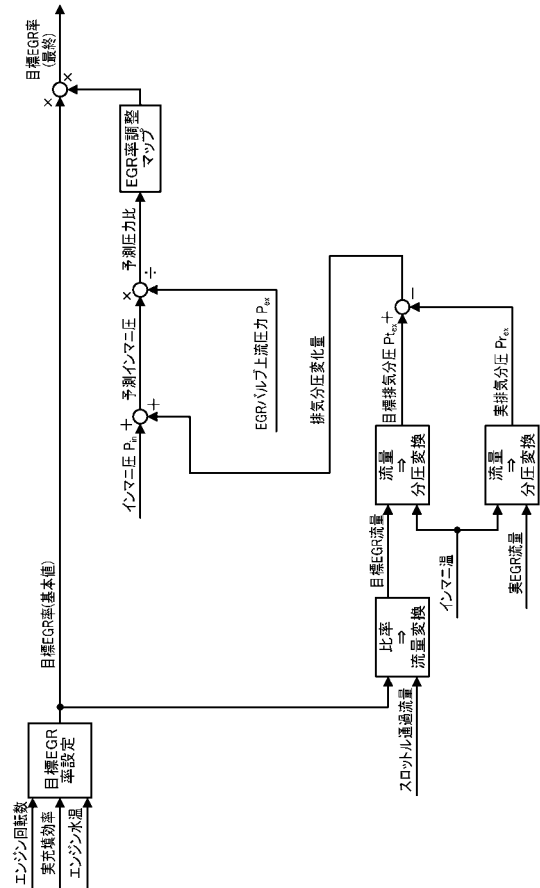 エンジン回転数
実充填効率
エンジン水温
目標EGR
率設定
目標EGR率(基本値)
×
×
目標EGR率
(最終)
インマニ圧 Pin
+
+
予測インマニ圧
×
÷
予測圧力比
EGR率調整
マップ
EGRバルブ上流圧力 Pex
排気分圧変化量
スロットル通過流量
比率
⇒
流量変換
目標EGR流量
流量
⇒
分圧変換
目標排気分圧 Ptex
+
−
インマニ温
実EGR流量
流量
⇒
分圧変換
実排気分圧 Prex